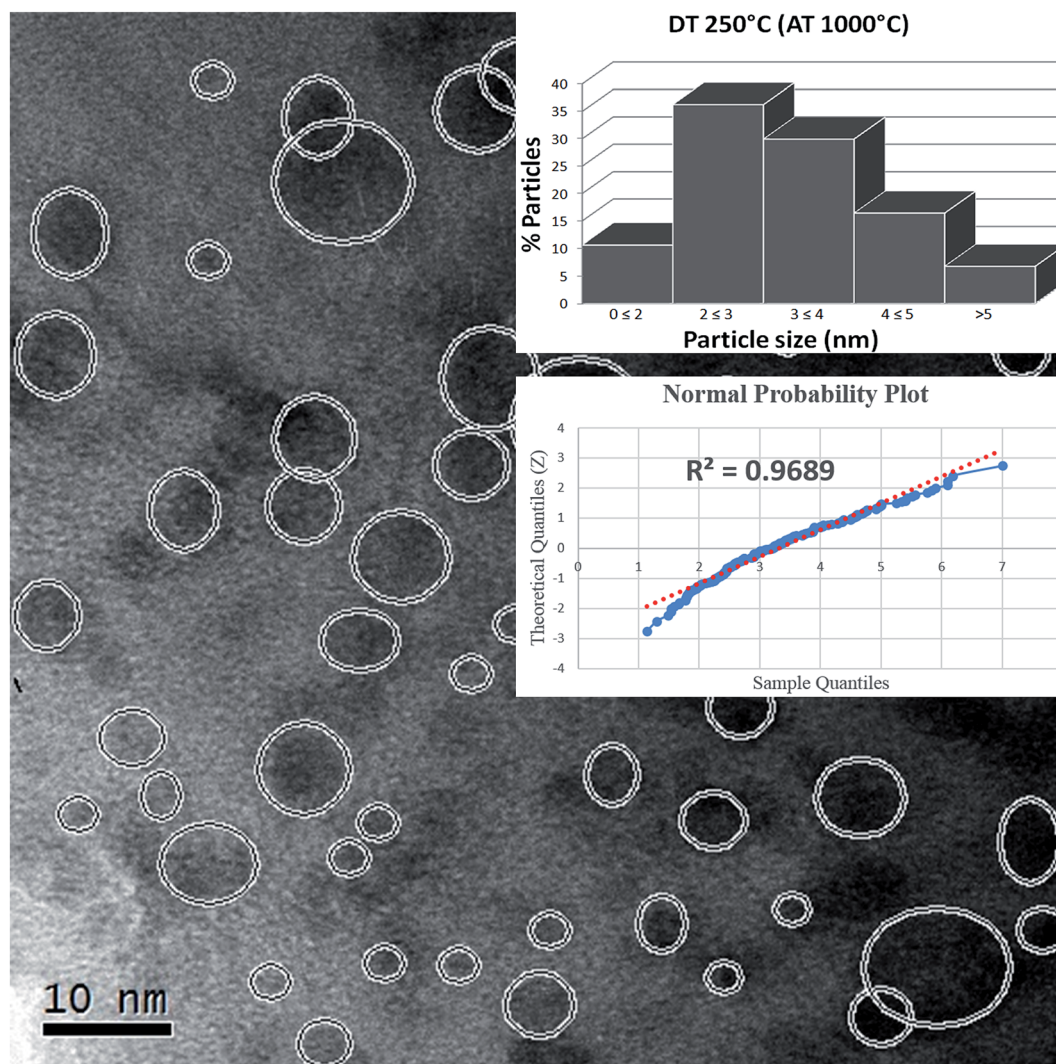 DT 250°C (AT 1000°C)
% Particles
40
35
30
25
20
15
10
5
0
0 ≤ 2 2 ≤ 3 3 ≤ 4 4 ≤ 5 >5
Particle size (nm)
Normal Probability Plot
R² = 0.9689
Theoretical Quantiles (Z)
4
3
2
1
0
-1
-2
-3
-4
0 1 2 3 4 5 6 7
Sample Quantiles
10 nm